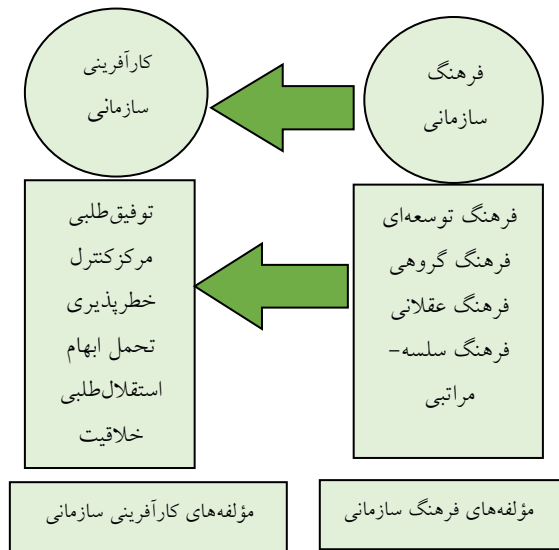 فرهنگ
سازمانی
کارآفرینی
سازمانی
فرهنگ توسعه‌ای
فرهنگ گروهی
فرهنگ عقلانی
فرهنگ سلسه-
مراتبی
توفیق‌طلبی
مرکزکنترل
خطرپذیری
تحمل ابهام
استقلال‌طلبی
خلاقیت
مؤلفه‌های فرهنگ سازمانی
مؤلفه‌های کارآفرینی سازمانی